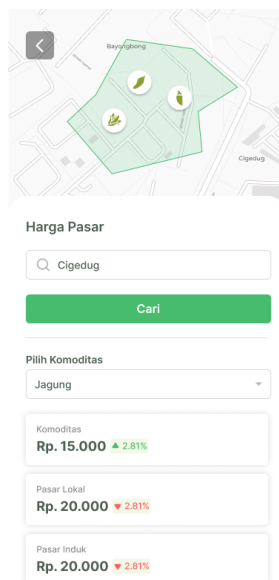 Bayongbong
Cigedug
Harga Pasar
Cigedug
Cari
Pilih Komoditas
Jagung
Komoditas
Rp. 15.000 ▲ 2.81%
Pasar Lokal
Rp. 20.000 ▼ 2.81%
Pasar Induk
Rp. 20.000 ▼ 2.81%